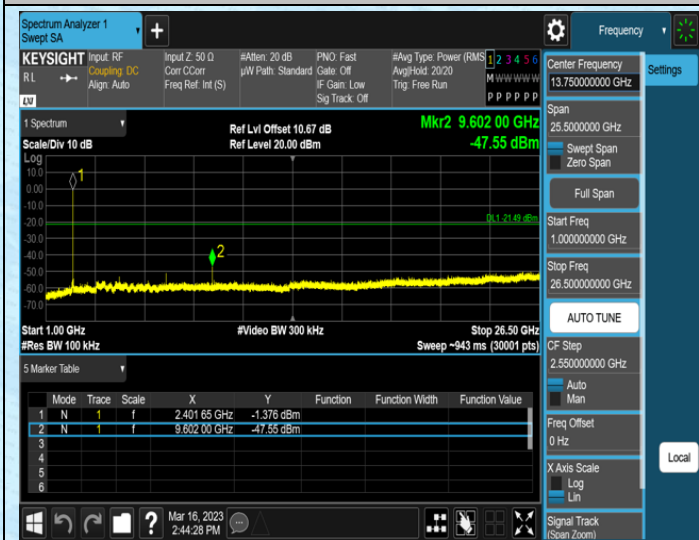 Spectrum Analyzer 1
Swept SA
+
Frequency
KEYSIGHT
RL
LXI
Input: RF
Coupling: DC
Align: Auto
Input Z: 50 Ω
Corr CCorr
Freq Ref: Int (S)
#Atten: 20 dB
µW Path: Standard
PNO: Fast
Gate: Off
IF Gain: Low
Sig Track: Off
#Avg Type: Power (RMS
Avg|Hold: 20/20
Trig: Free Run
1 2 3 4 5 6
M W W W W W
P P P P P P
1 Spectrum
Scale/Div 10 dB
Ref Lvl Offset 10.67 dB
Ref Level 20.00 dBm
Mkr2 9.602 00 GHz
-47.55 dBm
Log
10.0
0.00
-10.0
-20.0
-30.0
-40.0
-50.0
-60.0
-70.0
1
2
DL1 -21.49 dBm
Start 1.00 GHz
#Res BW 100 kHz
#Video BW 300 kHz
Stop 26.50 GHz
Sweep ~943 ms (30001 pts)
5 Marker Table
Mode Trace Scale X Y Function Function Width Function Value
1 N 1 f 2.401 65 GHz -1.376 dBm
2 N 1 f 9.602 00 GHz -47.55 dBm
3
4
5
6
?
Mar 16, 2023
2:44:28 PM
Center Frequency
13.75000000 GHz
Span
25.5000000 GHz
Swept Span
Zero Span
Full Span
Start Freq
1.000000000 GHz
Stop Freq
26.500000000 GHz
AUTO TUNE
CF Step
2.550000000 GHz
Auto
Man
Freq Offset
0 Hz
X Axis Scale
Log
Lin
Signal Track
(Span Zoom)
Settings
Local